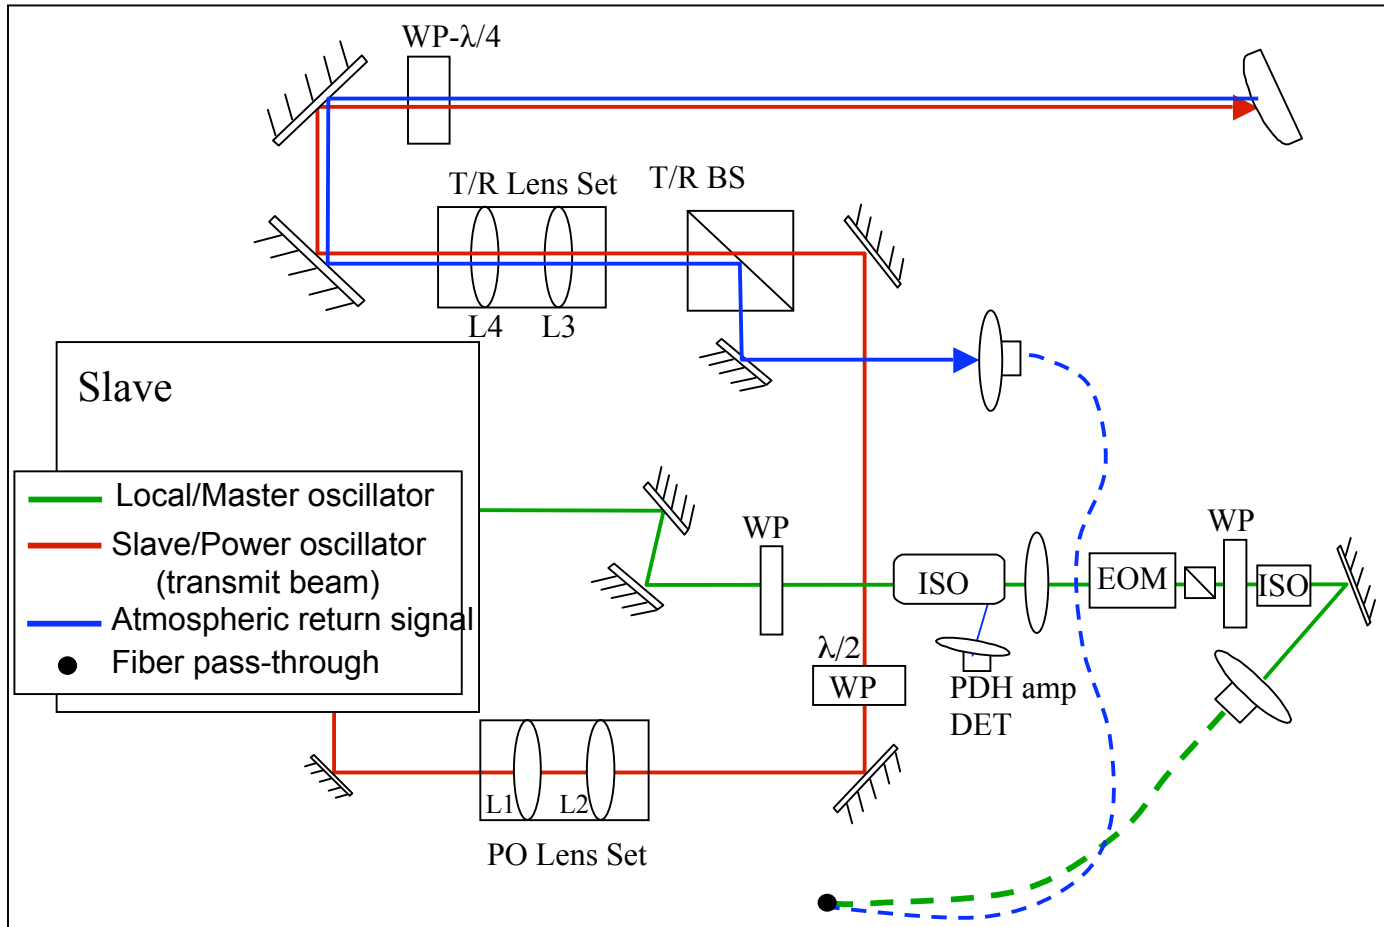 WP-λ/4
T/R Lens Set
T/R BS
L4
L3
Slave
Local/Master oscillator
Slave/Power oscillator
(transmit beam)
Atmospheric return signal
Fiber pass-through
WP
ISO
EOM
WP
ISO
λ/2
WP
PDH amp
DET
L1
L2
PO Lens Set